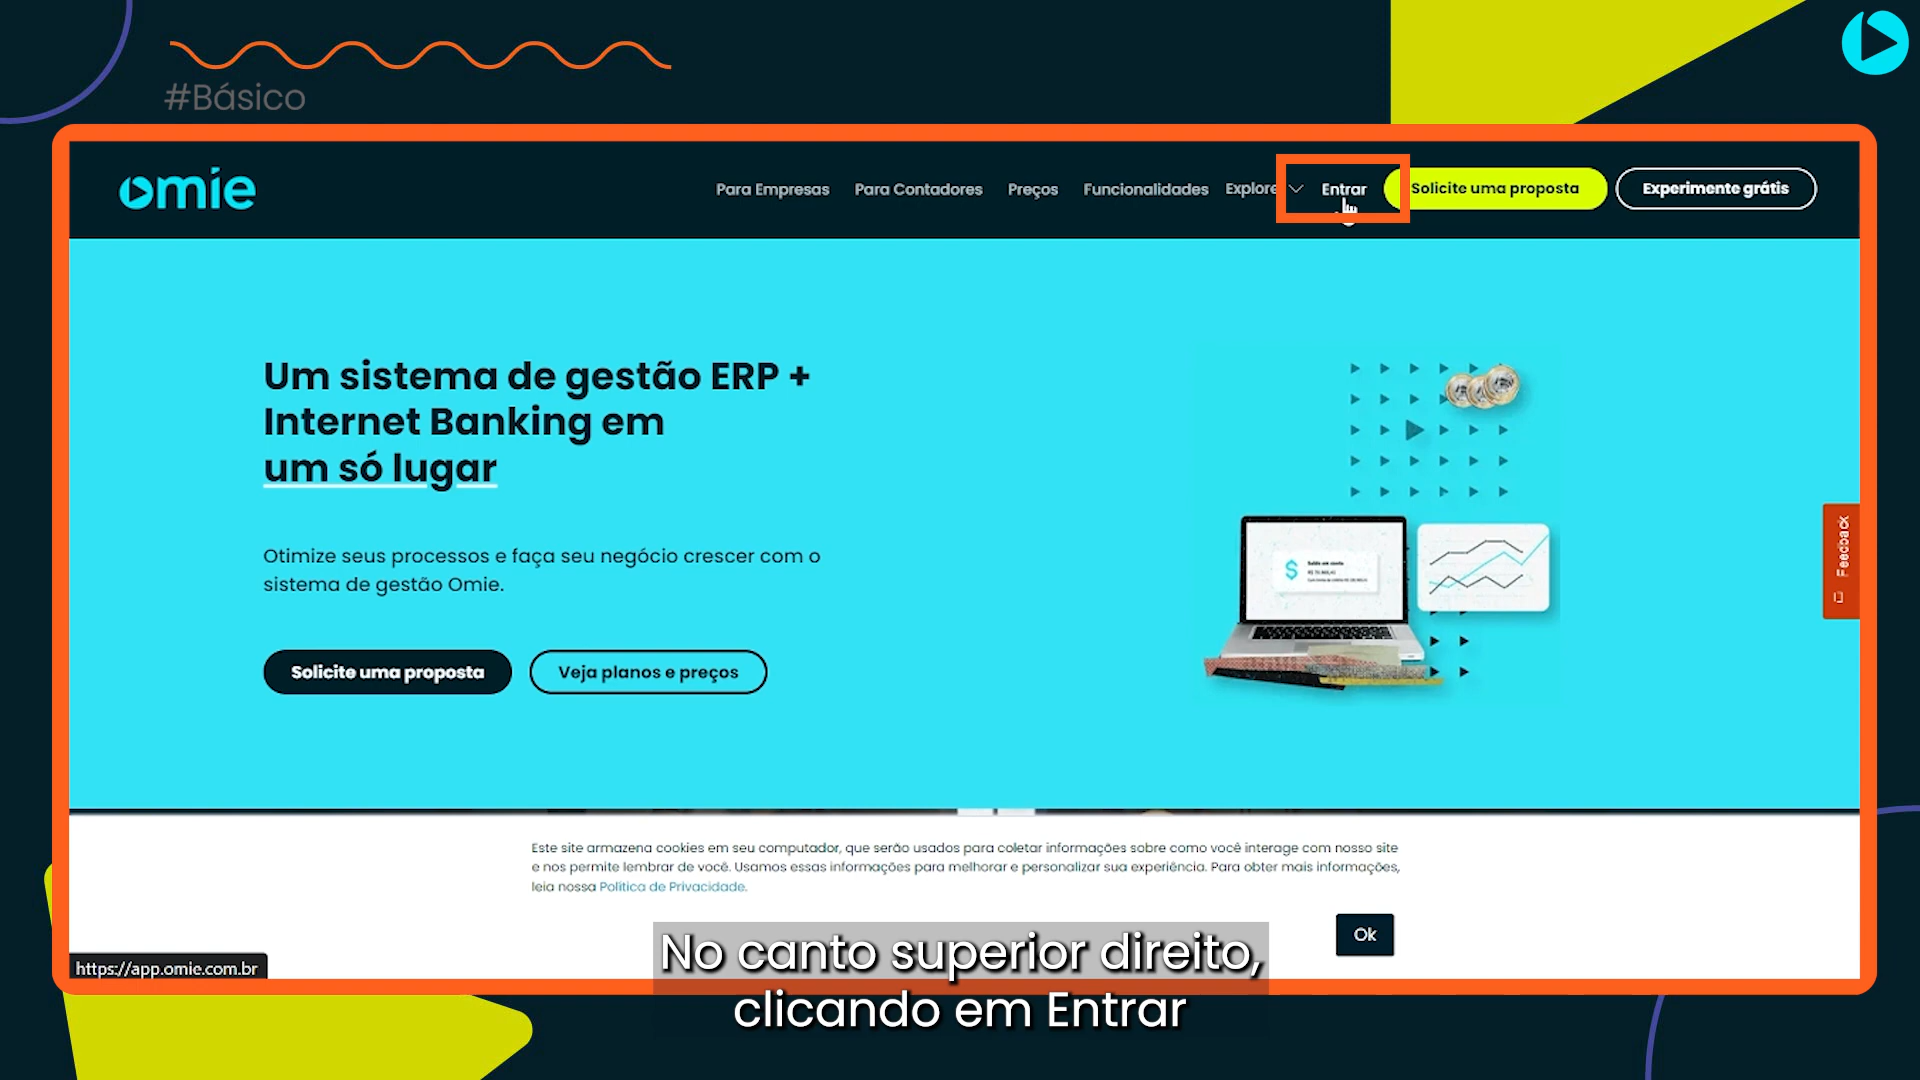 #Básico
omie
Para Empresas Para Contadores Preços Funcionalidades Explore Entrar Solicite uma proposta Experimente grátis
Um sistema de gestão ERP +
Internet Banking em
um só lugar
Otimize seus processos e faça seu negócio crescer com o
sistema de gestão Omie.
Solicite uma proposta Veja planos e preços
Feedback
Este site armazena cookies em seu computador, que serão usados para coletar informações sobre como você interage com nosso site
e nos permite lembrar de você. Usamos essas informações para melhorar e personalizar sua experiência. Para obter mais informações,
leia nossa Política de Privacidade.
Ok
https://app.omie.com.br
No canto superior direito,
clicando em Entrar